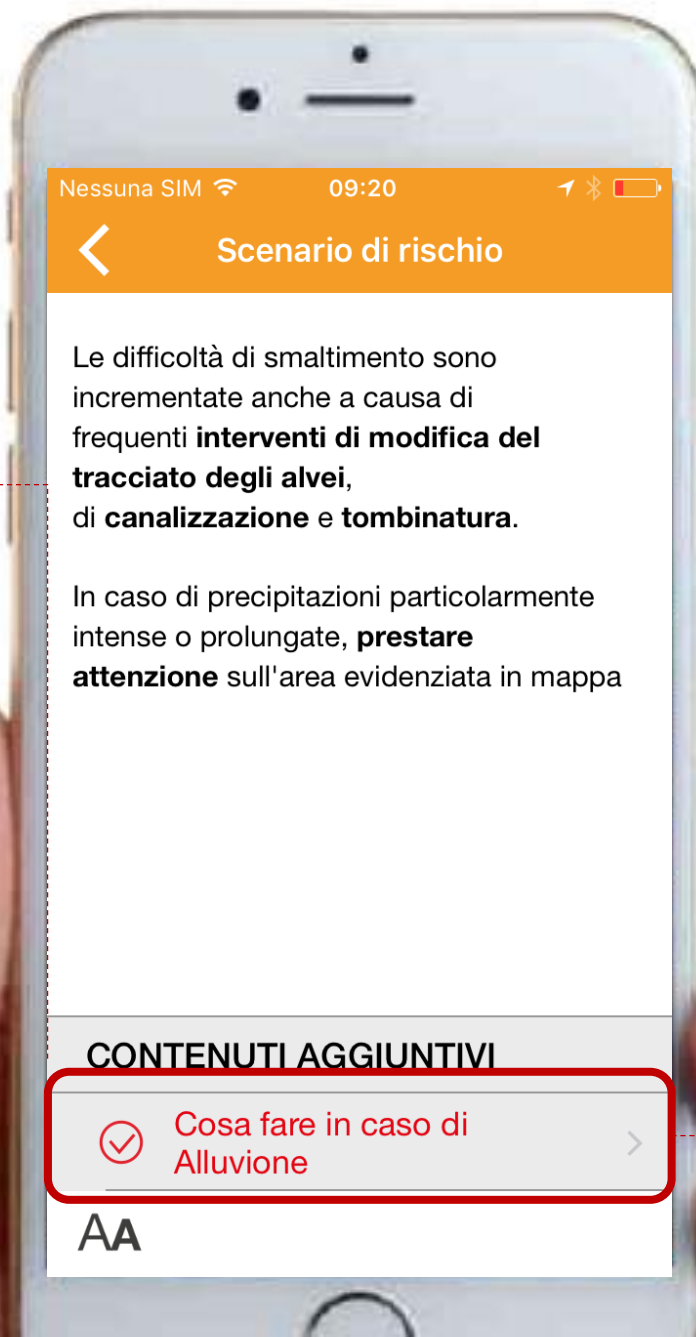 Nessuna SIM 09:20
Scenario di rischio
Le difficoltà di smaltimento sono
incrementate anche a causa di
frequenti interventi di modifica del
tracciato degli alvei,
di canalizzazione e tombinatura.
In caso di precipitazioni particolarmente
intense o prolungate, prestare
attenzione sull'area evidenziata in mappa
CONTENUTI AGGIUNTIVI
Cosa fare in caso di
Alluvione
AA